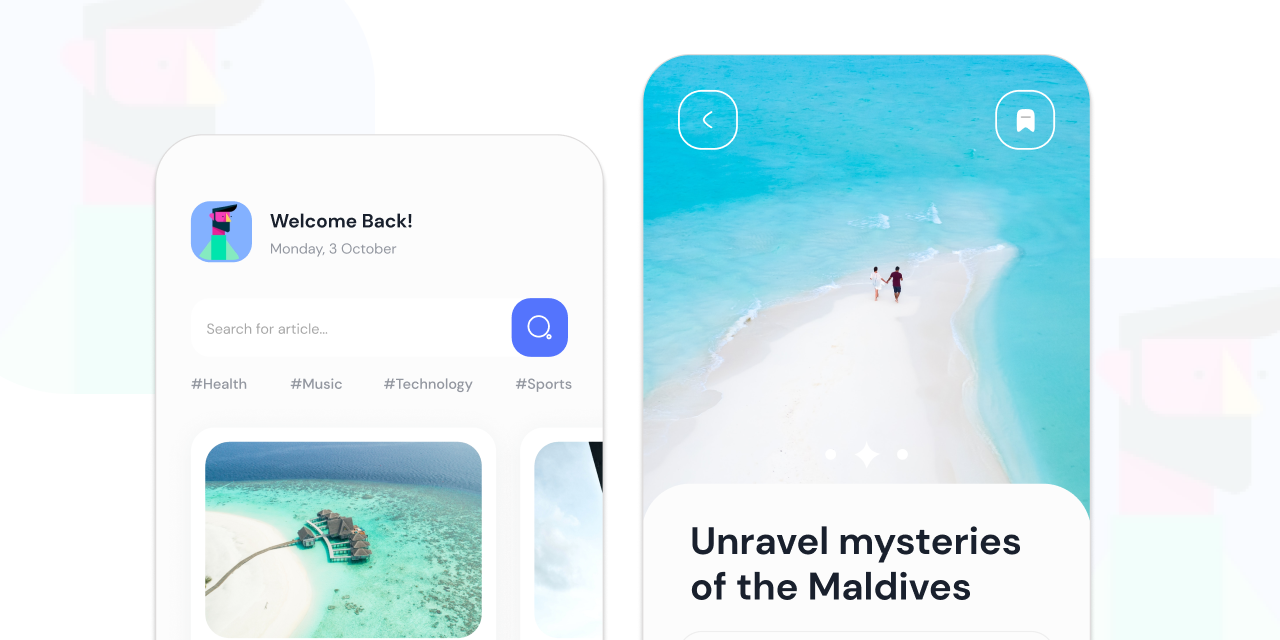 Welcome Back!
Monday, 3 October
Search for article...
#Health #Music #Technology #Sports
Unravel mysteries
of the Maldives